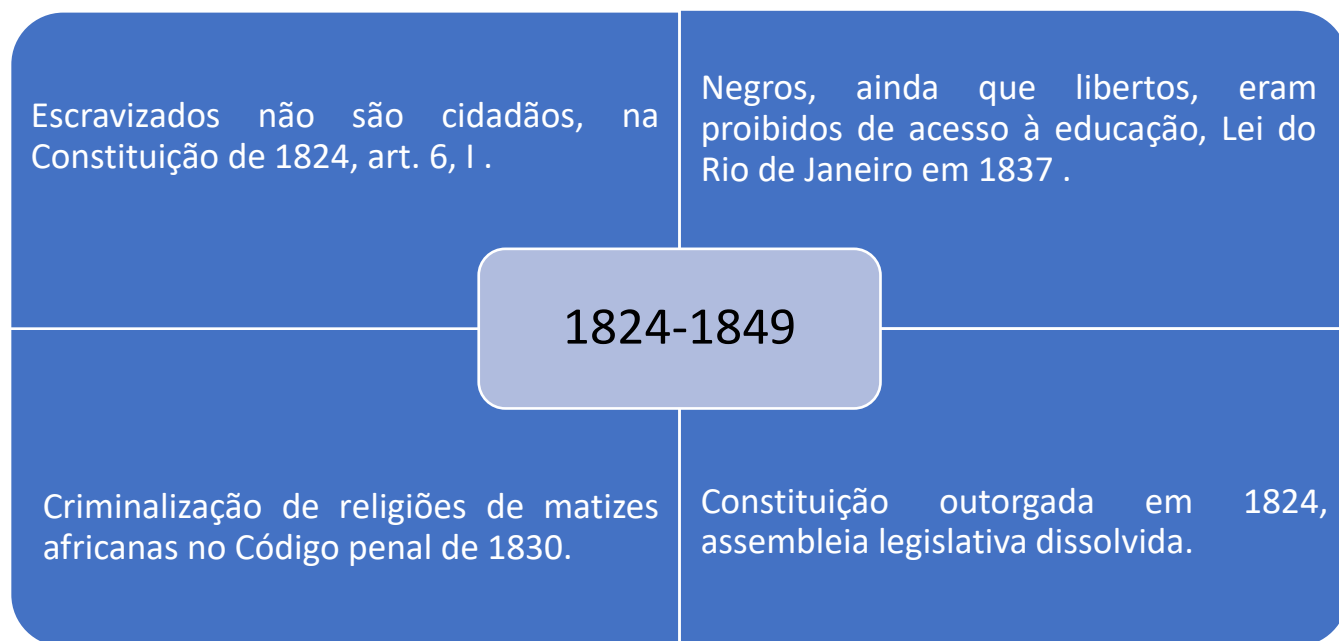 Escravizados não são cidadãos, na
Constituição de 1824, art. 6, I .
Negros, ainda que libertos, eram
proibidos de acesso à educação, Lei do
Rio de Janeiro em 1837 .
1824-1849
Criminalização de religiões de matizes
africanas no Código penal de 1830.
Constituição outorgada em 1824,
assembleia legislativa dissolvida.